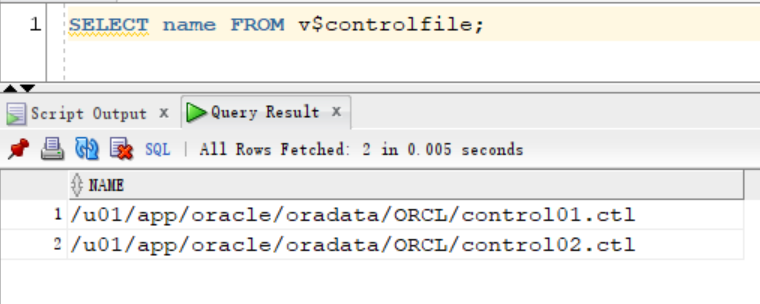 1 SELECT name FROM v$controlfile;
Script Output x Query Result x
SQL | All Rows Fetched: 2 in 0.005 seconds
NAME
1 /u01/app/oracle/oradata/ORCL/control01.ctl
2 /u01/app/oracle/oradata/ORCL/control02.ctl